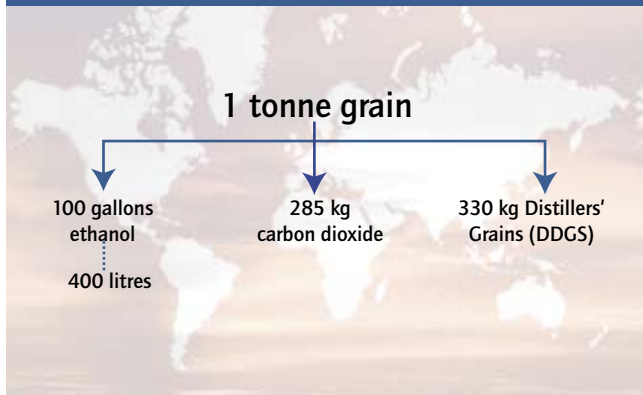 1 tonne grain
100 gallons
ethanol
400 litres
285 kg
carbon dioxide
330 kg Distillers'
Grains (DDGS)